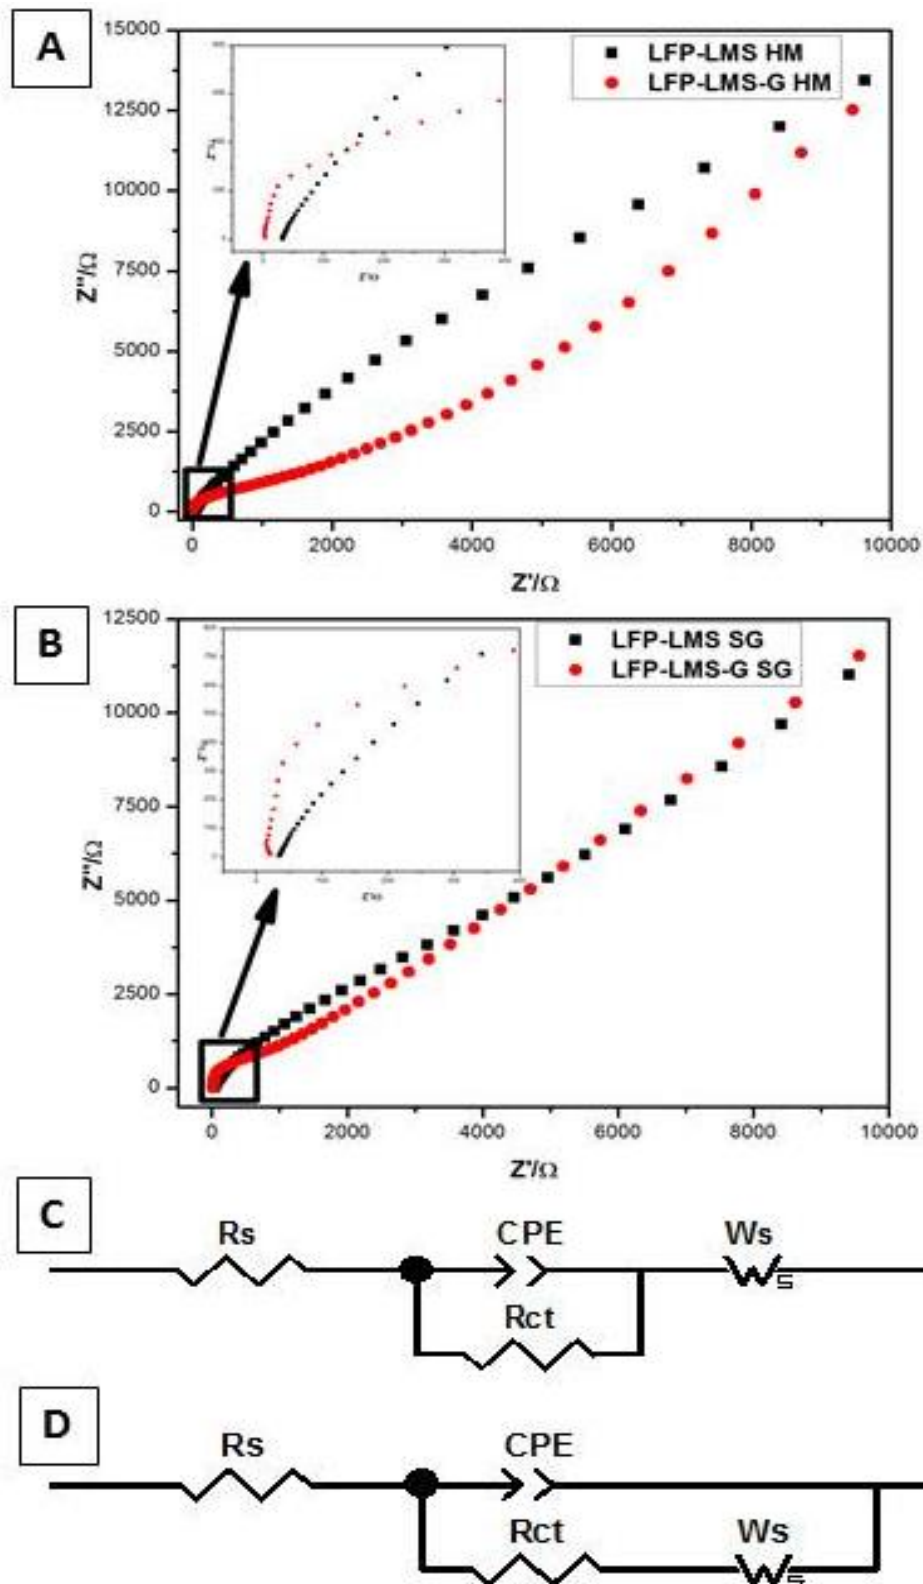 A
15000
12500
10000
7500
5000
2500
0
Z''/Ω
LFP-LMS HM
LFP-LMS-G HM
0 2000 4000 6000 8000 10000
Z'/Ω
B
12500
10000
7500
5000
2500
0
Z''/Ω
LFP-LMS SG
LFP-LMS-G SG
0 2000 4000 6000 8000 10000
Z'/Ω
C
Rs CPE Ws
s
Rct
D
Rs CPE
Rct Ws
s